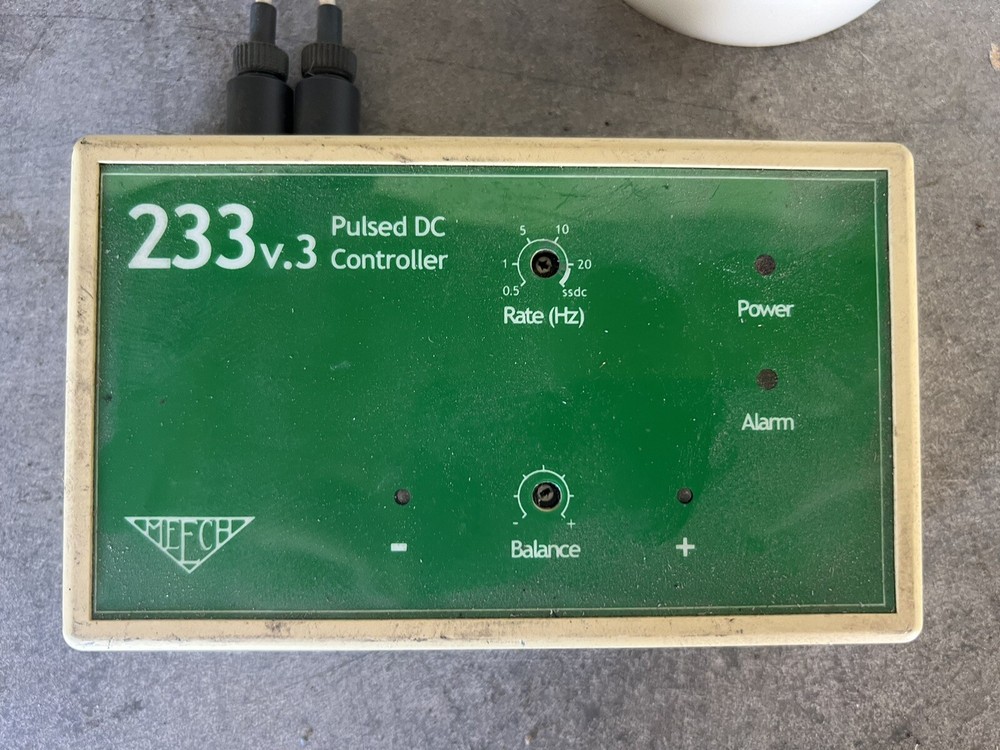 233v.3
Pulsed DC
Controller
5
10
1
20
0.5
ssdc
Rate (Hz)
Power
Alarm
-
+
Balance
-
+
MEECH